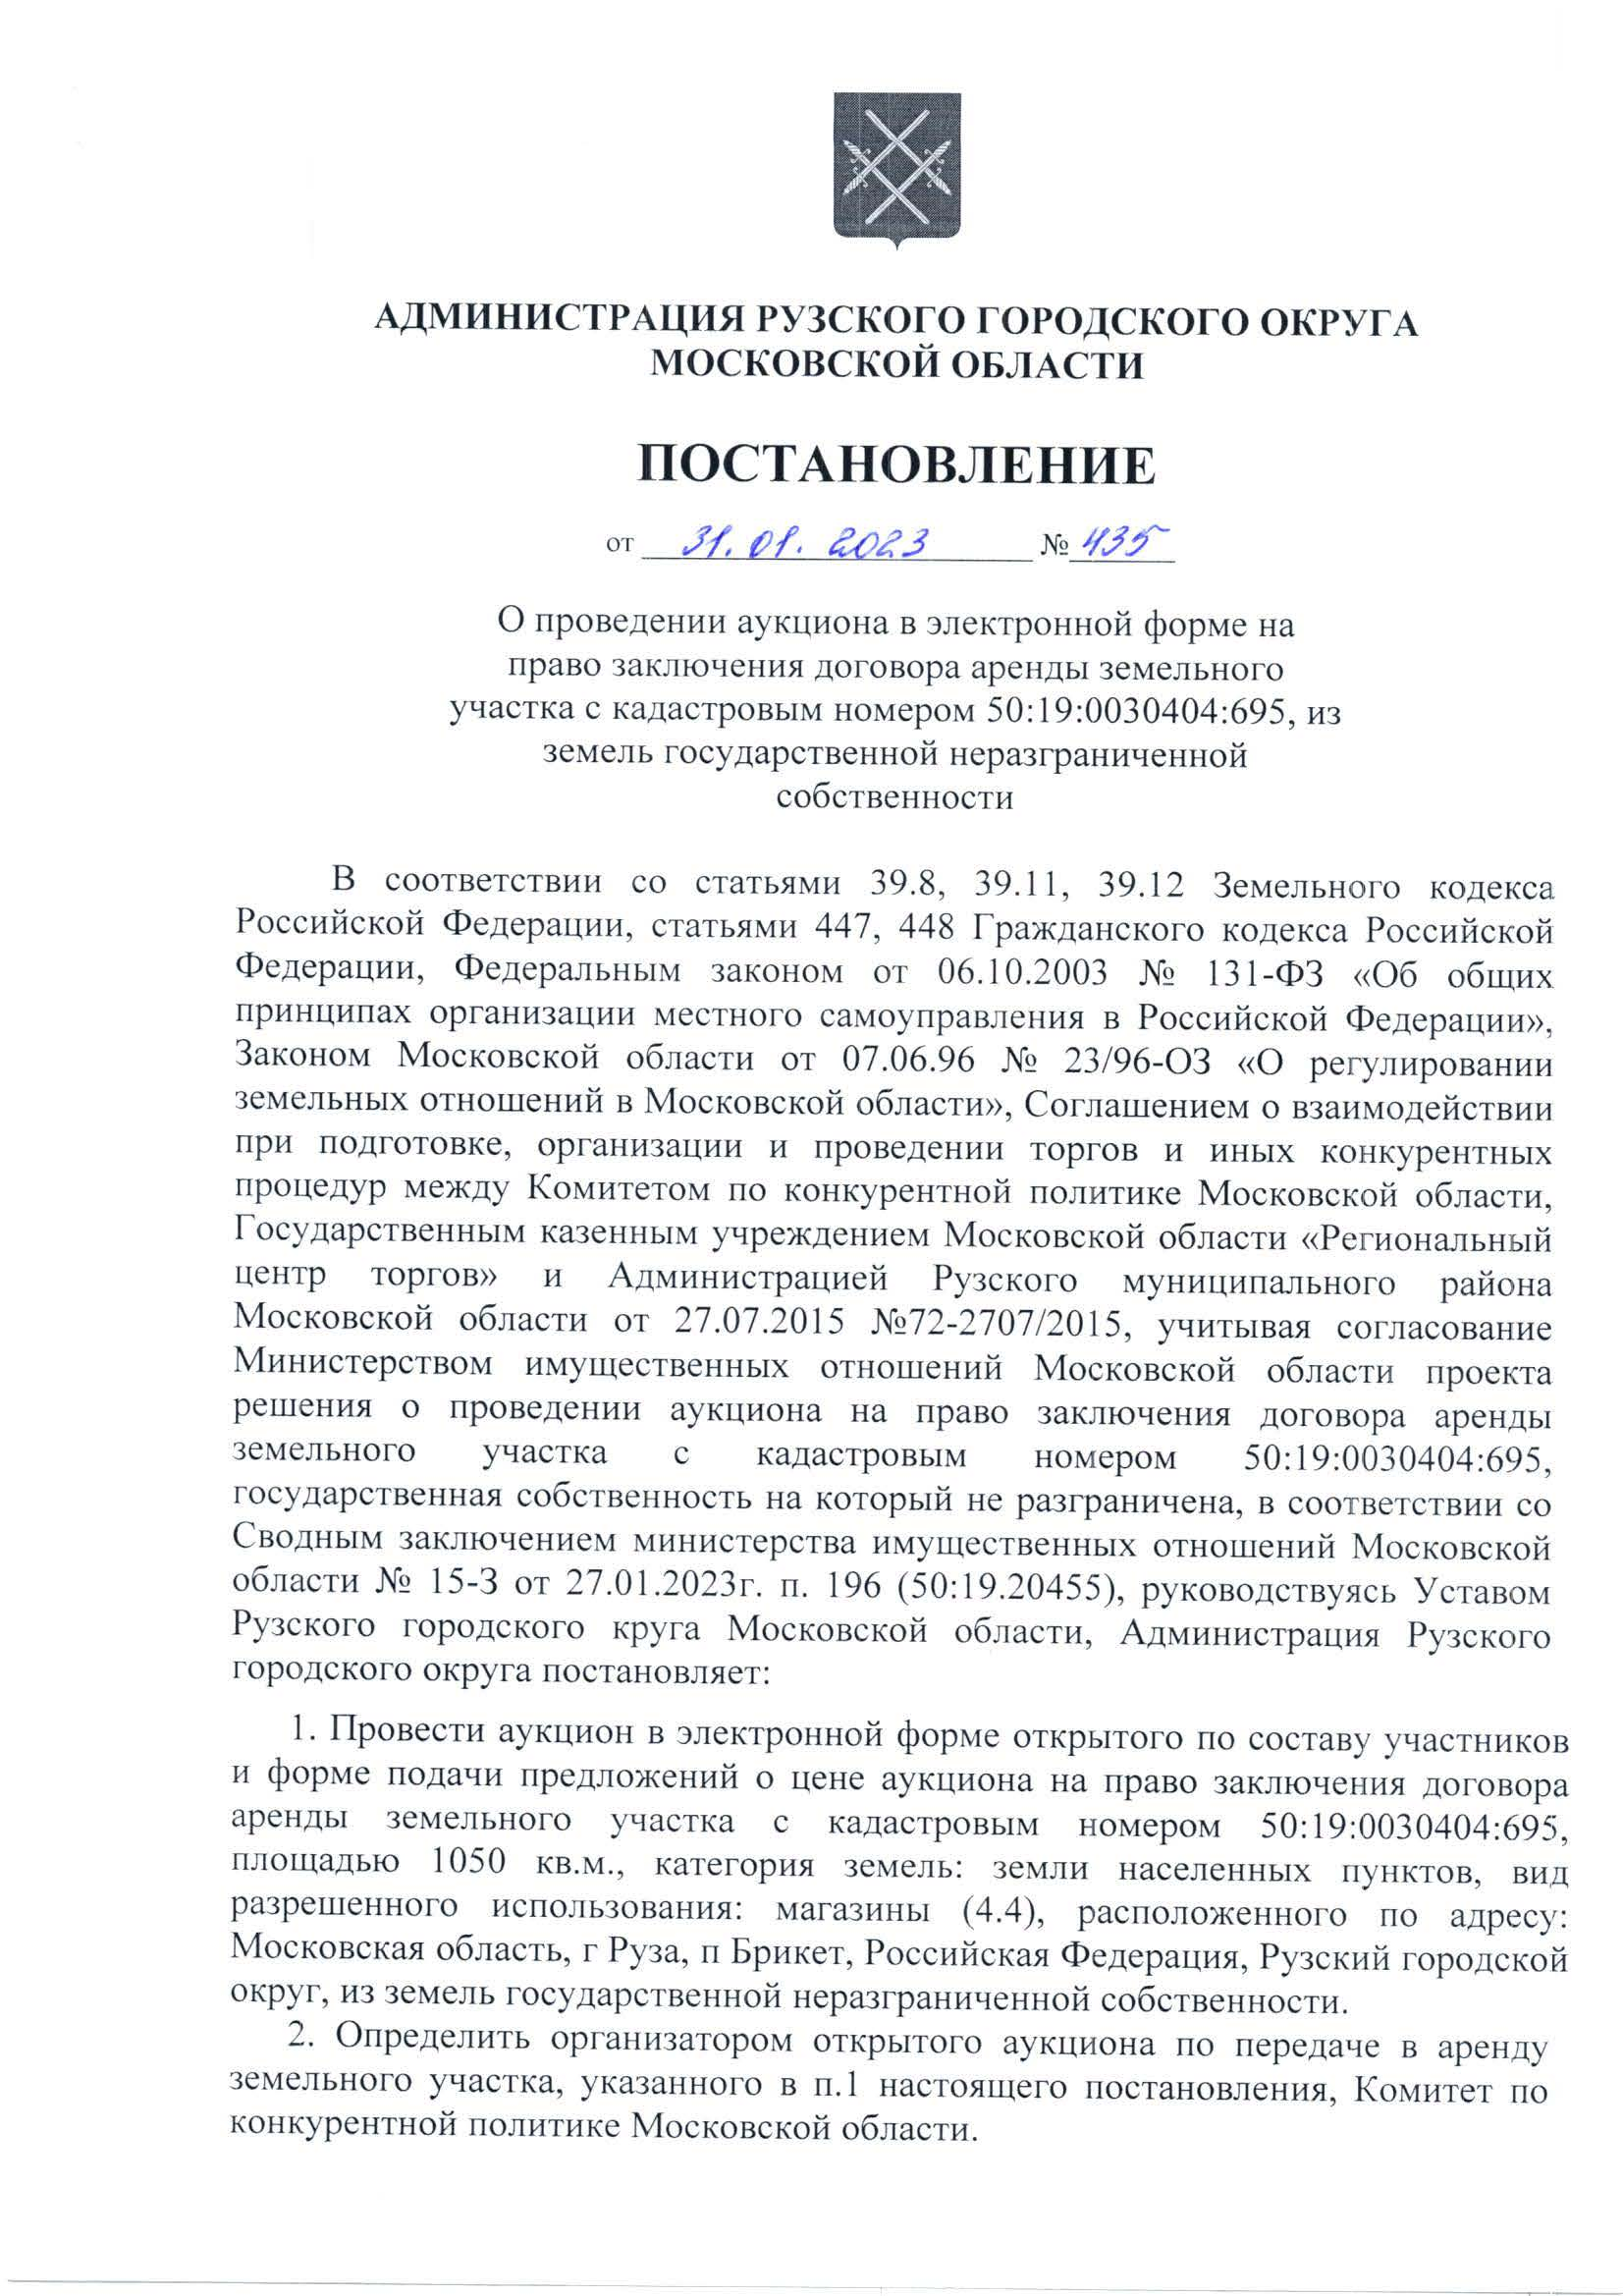 АДМИНИСТРАЦИЯ РУЗСКОГО ГОРОДСКОГО ОКРУГА
МОСКОВСКОЙ ОБЛАСТИ
ПОСТАНОВЛЕНИЕ
от 31.01.2023 № 435
О проведении аукциона в электронной форме на
право заключения договора аренды земельного
участка с кадастровым номером 50:19:0030404:695, из
земель государственной неразграниченной
собственности
В соответствии со статьями 39.8, 39.11, 39.12 Земельного кодекса
Российской Федерации, статьями 447, 448 Гражданского кодекса Российской
Федерации, Федеральным законом от 06.10.2003 № 131-ФЗ «Об общих
принципах организации местного самоуправления в Российской Федерации»,
Законом Московской области от 07.06.96 № 23/96-ОЗ «О регулировании
земельных отношений в Московской области», Соглашением о взаимодействии
при подготовке, организации и проведении торгов и иных конкурентных
процедур между Комитетом по конкурентной политике Московской области,
Государственным казенным учреждением Московской области «Региональный
центр торгов» и Администрацией Рузского муниципального района
Московской области от 27.07.2015 №72-2707/2015, учитывая согласование
Министерством имущественных отношений Московской области проекта
решения о проведении аукциона на право заключения договора аренды
земельного участка с кадастровым номером 50:19:0030404:695,
государственная собственность на который не разграничена, в соответствии со
Сводным заключением министерства имущественных отношений Московской
области № 15-З от 27.01.2023г. п. 196 (50:19.20455), руководствуясь Уставом
Рузского городского круга Московской области, Администрация Рузского
городского округа постановляет:
1. Провести аукцион в электронной форме открытого по составу участников
и форме подачи предложений о цене аукциона на право заключения договора
аренды земельного участка с кадастровым номером 50:19:0030404:695,
площадью 1050 кв.м., категория земель: земли населенных пунктов, вид
разрешенного использования: магазины (4.4), расположенного по адресу:
Московская область, г Руза, п Брикет, Российская Федерация, Рузский городской
округ, из земель государственной неразграниченной собственности.
2. Определить организатором открытого аукциона по передаче в аренду
земельного участка, указанного в п.1 настоящего постановления, Комитет по
конкурентной политике Московской области.